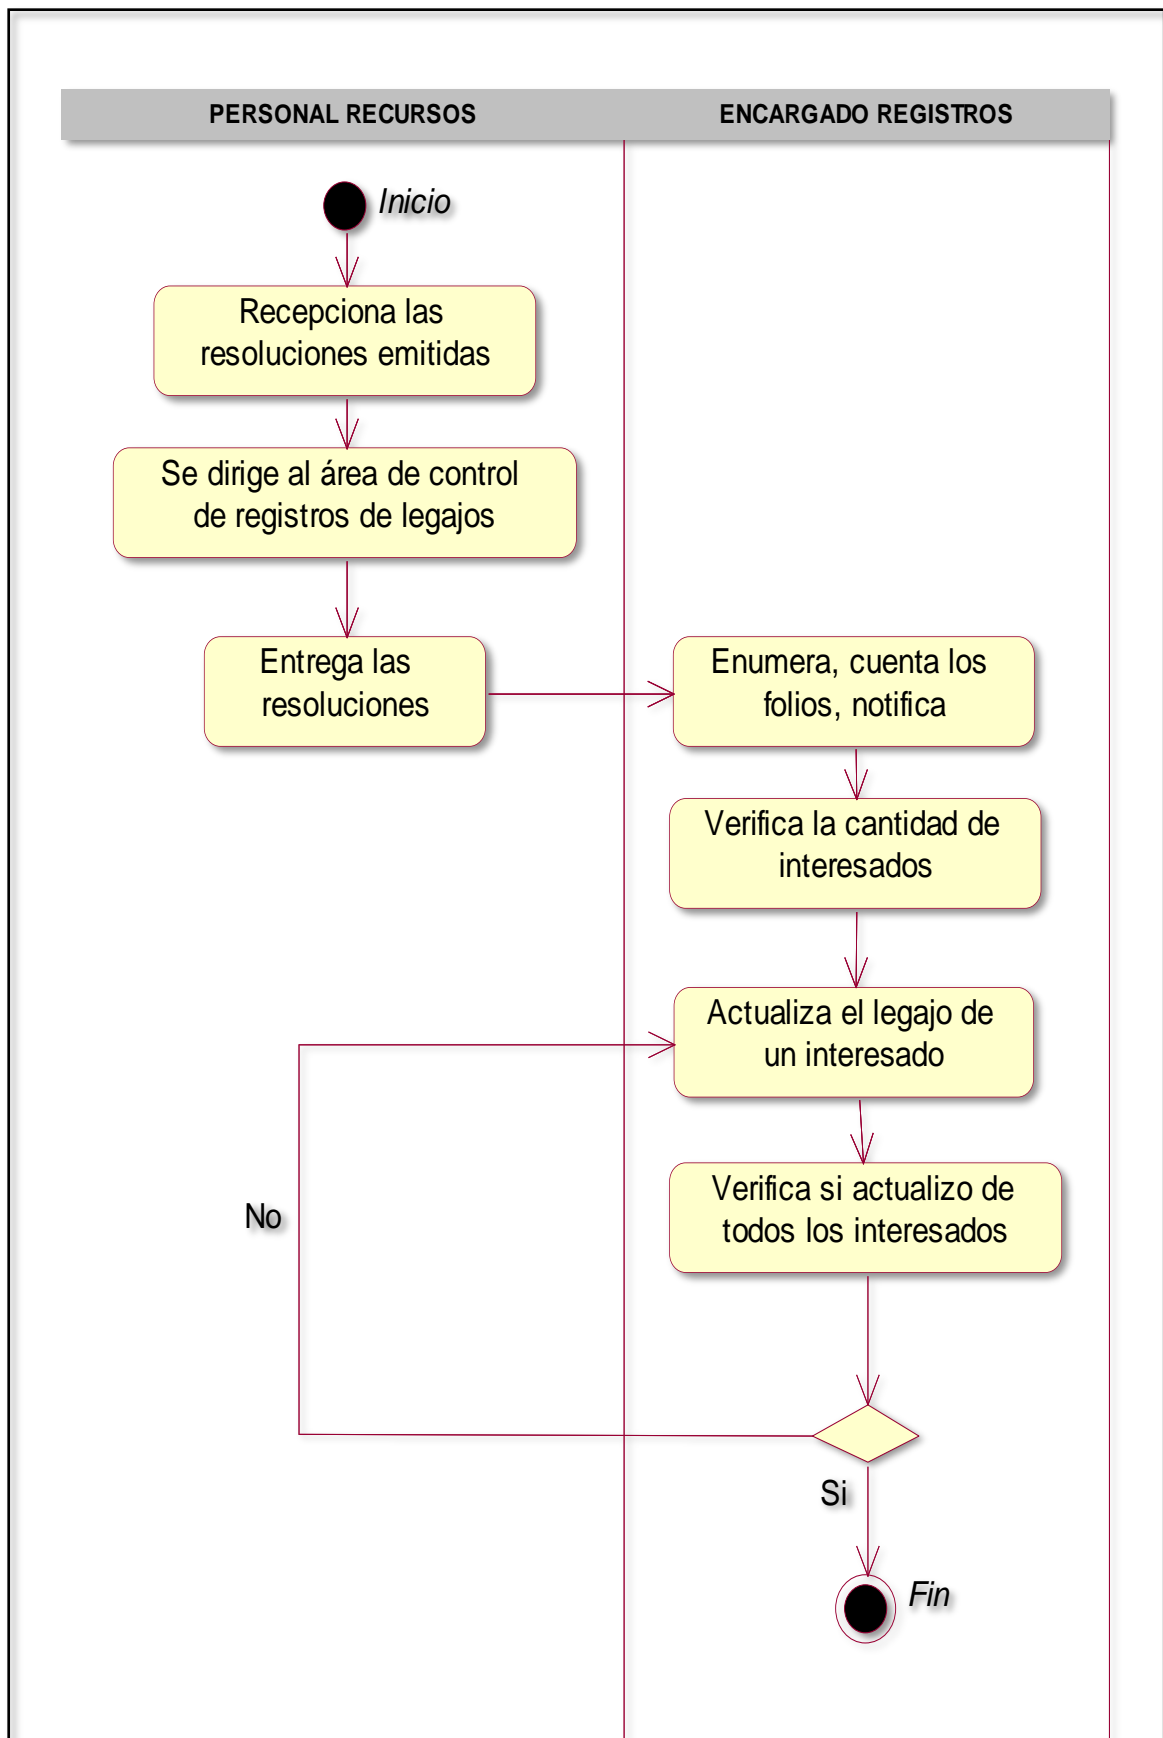 PERSONAL RECURSOS
ENCARGADO REGISTROS
Inicio
Recepciona las
resoluciones emitidas
Se dirige al área de control
de registros de legajos
Entrega las
resoluciones
Enumera, cuenta los
folios, notifica
Verifica la cantidad de
interesados
Actualiza el legajo de
un interesado
Verifica si actualizo de
todos los interesados
No
Si
Fin